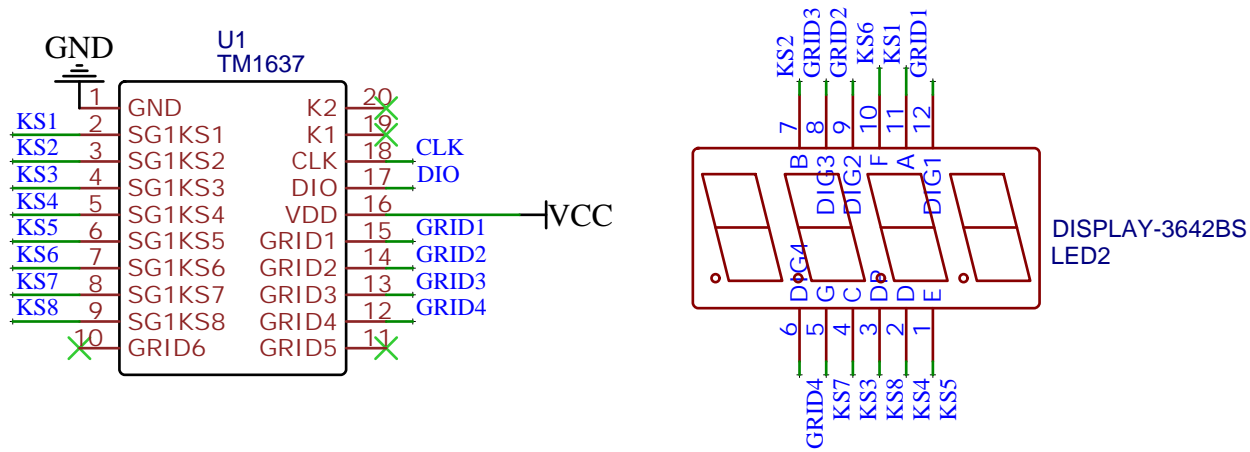 GND
U1
TM1637
1 GND
KS1 2 SG1KS1
KS2 3 SG1KS2
KS3 4 SG1KS3
KS4 5 SG1KS4
KS5 6 SG1KS5
KS6 7 SG1KS6
KS7 8 SG1KS7
KS8 9 SG1KS8
10 GRID6
K2 20
K1 19
CLK 18 CLK
DIO 17 DIO
VDD 16 VCC
GRID1 15 GRID1
GRID2 14 GRID2
GRID3 13 GRID3
GRID4 12 GRID4
GRID5 11
KS2 7 B
GRID3 8 DIG3
GRID2 9 DIG2
KS6 10 F
KS1 11 A
GRID1 12 DIG1
DISPLAY-3642BS
LED2
DIG4 6 GRID4
G 5 KS7
C 4 KS3
DP 3 KS8
D 2 KS4
E 1 KS5